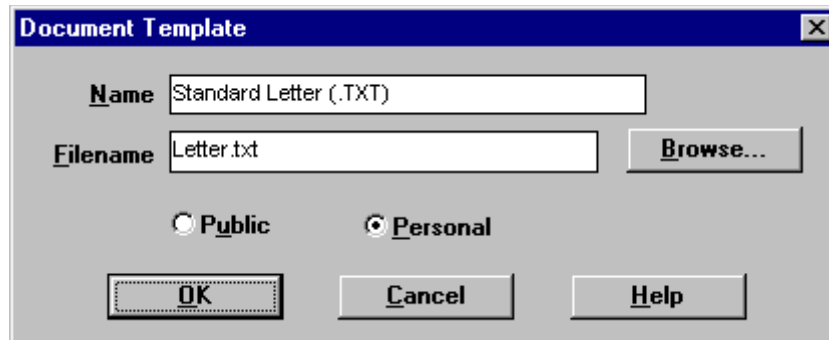 Document Template
Name Standard Letter (.TXT)
Filename Letter.txt Browse...
Public Personal
OK Cancel Help